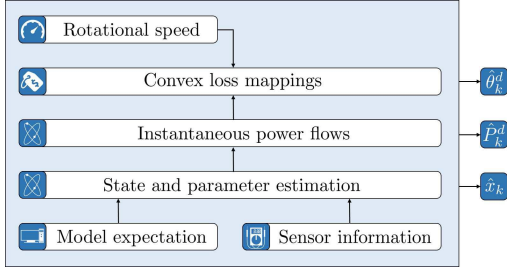 Rotational speed
Convex loss mappings
θ̂ᵈₖ
Instantaneous power flows
P̂ᵈₖ
State and parameter estimation
x̂ₖ
Model expectation
Sensor information